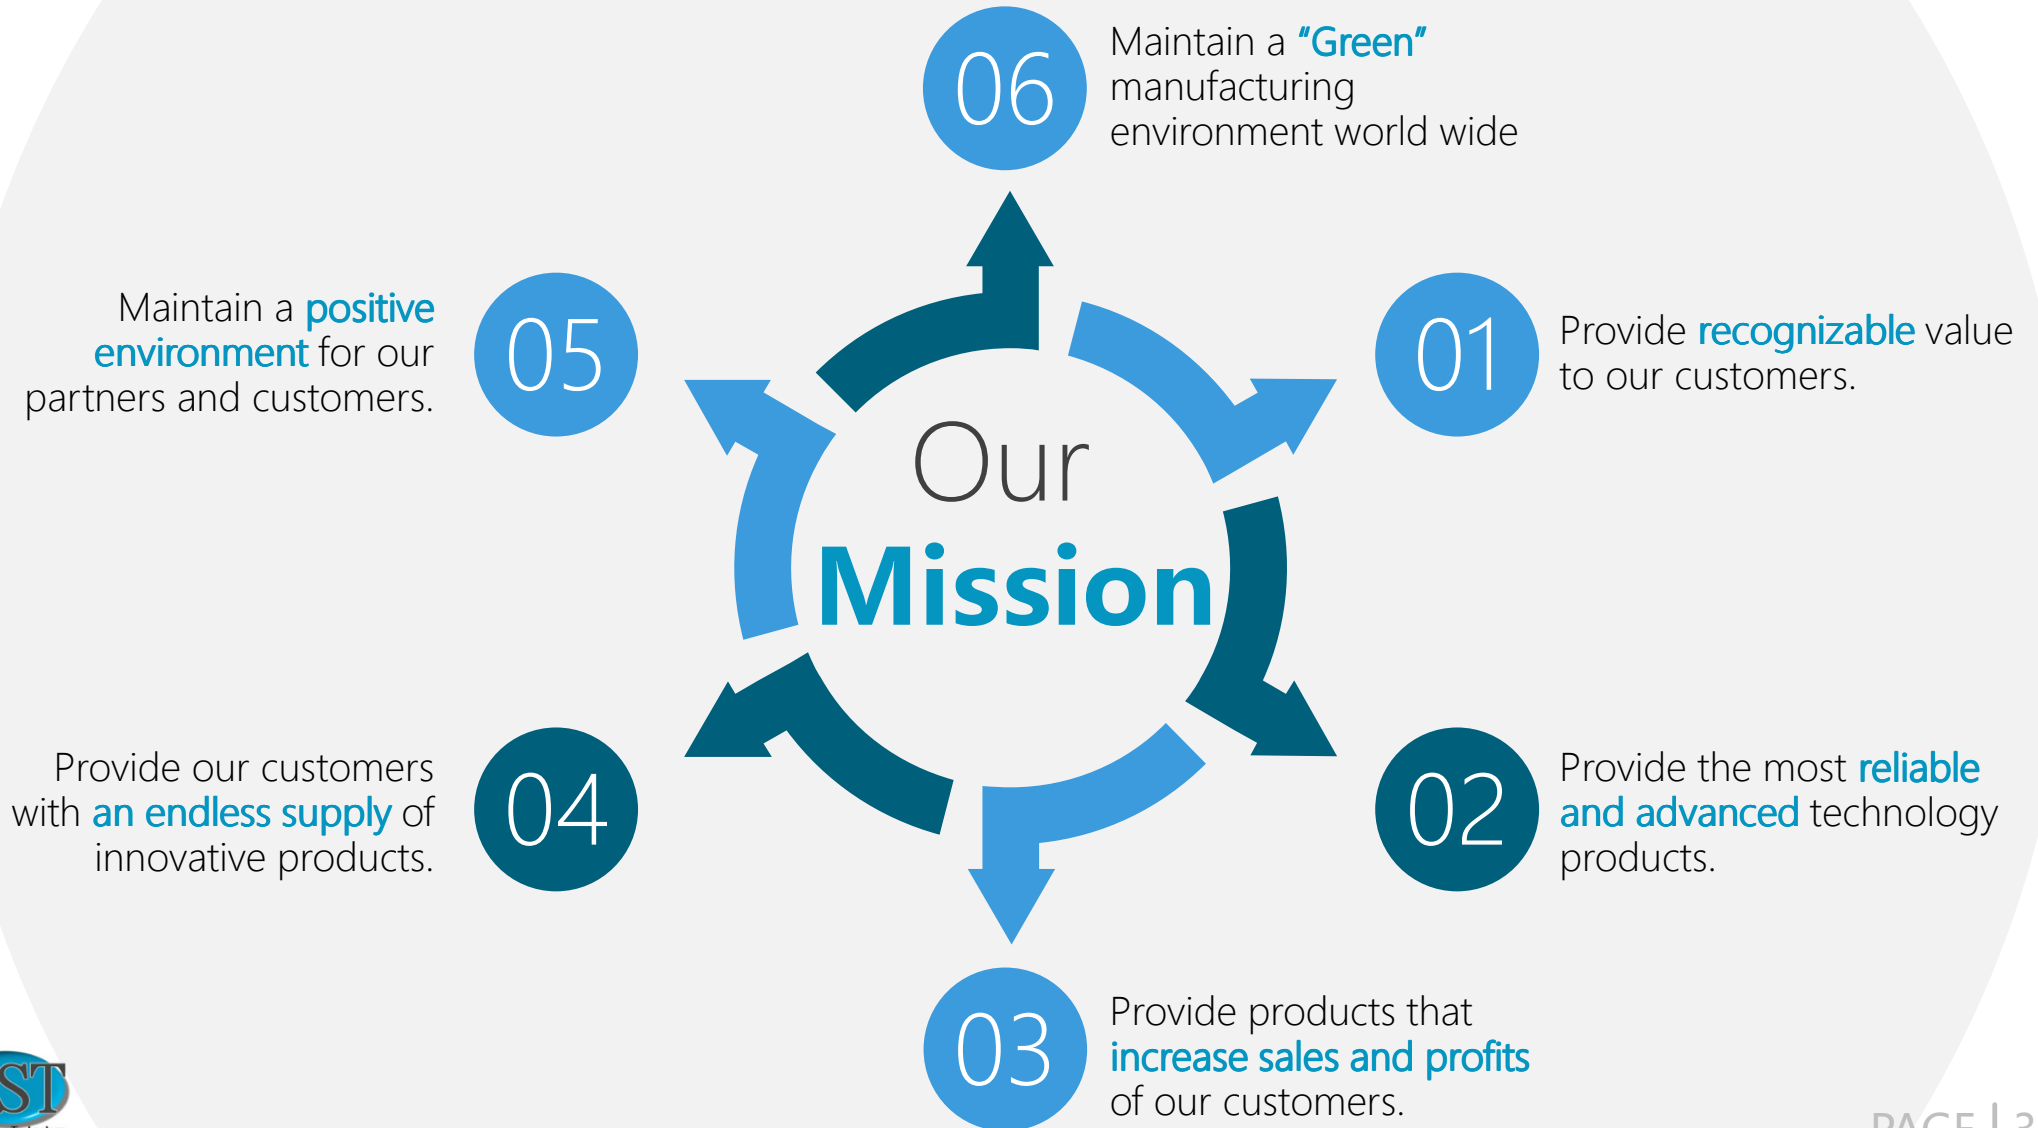 Our
Mission
01
Provide recognizable value
to our customers.
02
Provide the most reliable
and advanced technology
products.
03
Provide products that
increase sales and profits
of our customers.
04
Provide our customers
with an endless supply of
innovative products.
05
Maintain a positive
environment for our
partners and customers.
06
Maintain a “Green”
manufacturing
environment world wide
ST
PAGE | 3